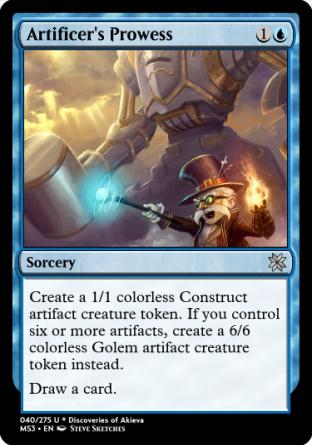 Artificer's Prowess 1
Sorcery
Create a 1/1 colorless Construct
artifact creature token. If you control
six or more artifacts, create a 6/6
colorless Golem artifact creature
token instead.
Draw a card.
040/275 U * Discoveries of Akieva
MS3 • EN STEVE SKETCHES